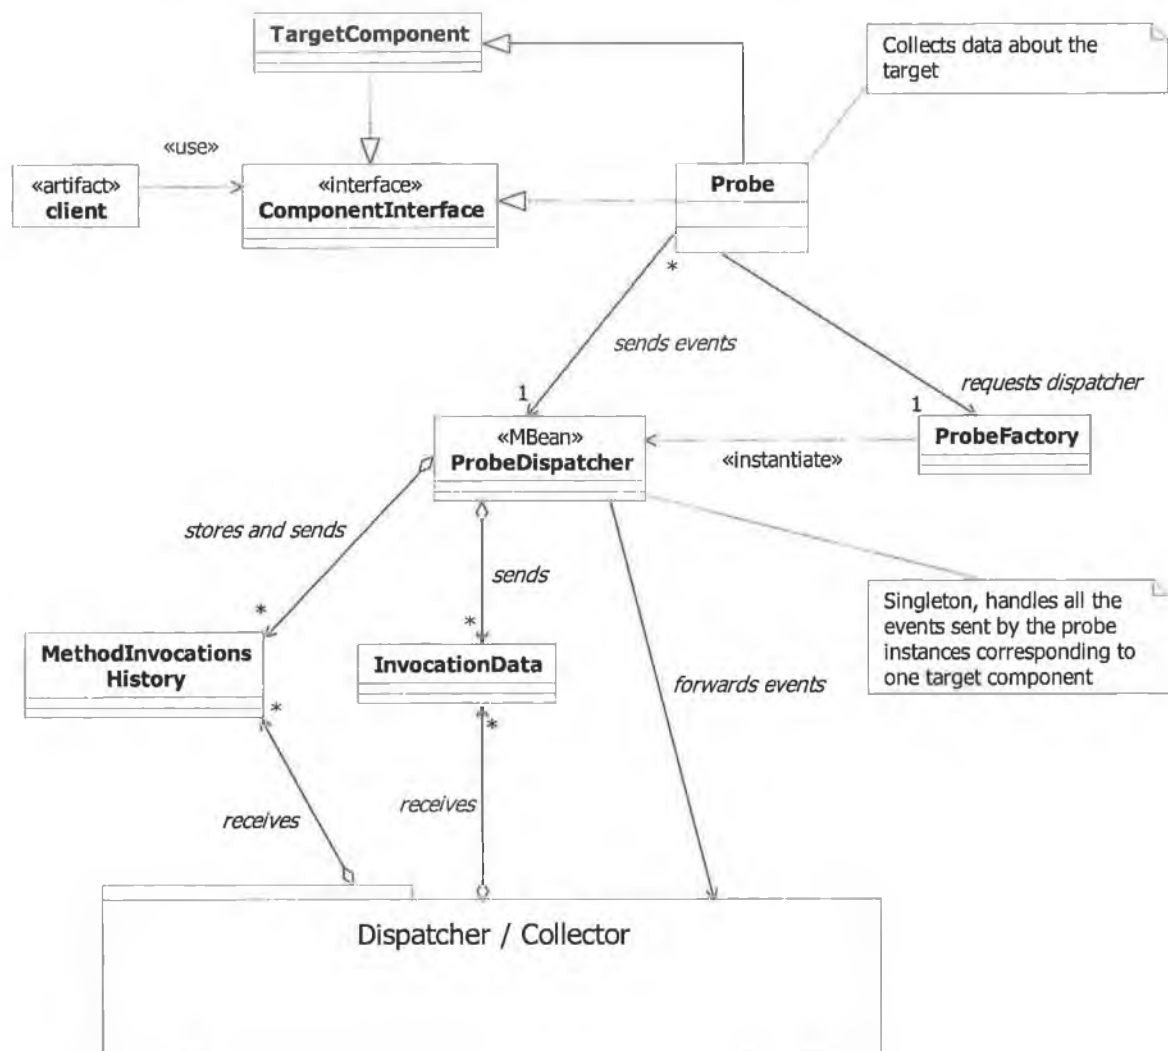 TargetComponent
Collects data about the
target
«use»
«artifact»
client
«interface»
ComponentInterface
Probe
*
sends events
requests dispatcher
1
1
«MBean»
ProbeDispatcher
«instantiate»
ProbeFactory
stores and sends
sends
*
*
Singleton, handles all the
events sent by the probe
instances corresponding to
one target component
MethodInvocations
History
InvocationData
forwards events
*
*
receives
receives
Dispatcher / Collector